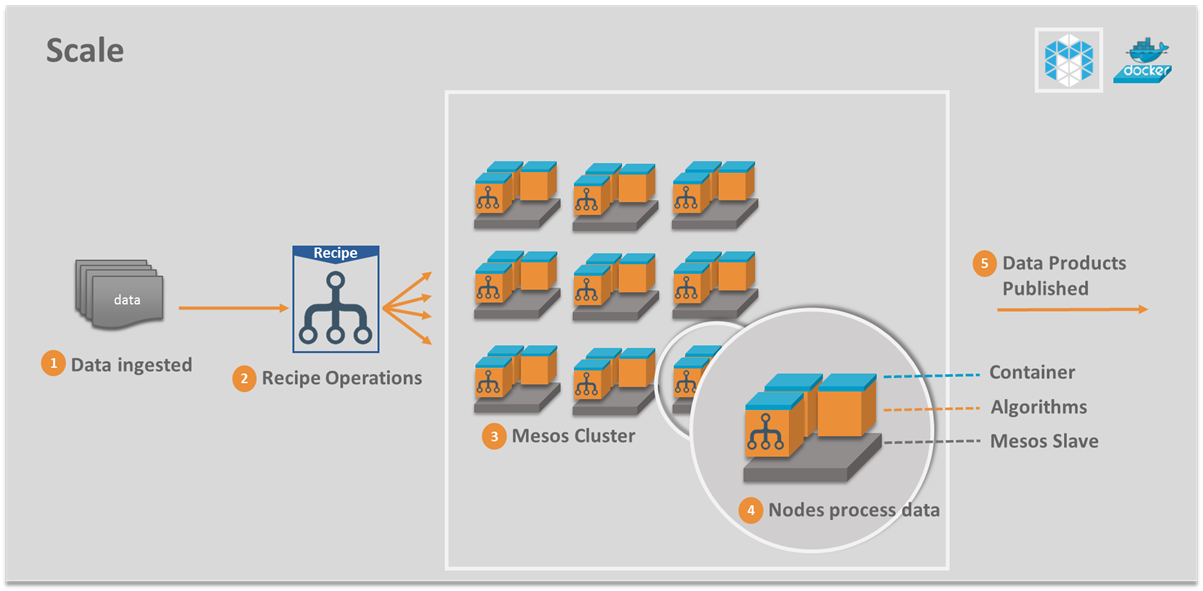 Scale
docker
Recipe
data
1 Data ingested
2 Recipe Operations
3 Mesos Cluster
4 Nodes process data
5 Data Products
Published
Container
Algorithms
Mesos Slave